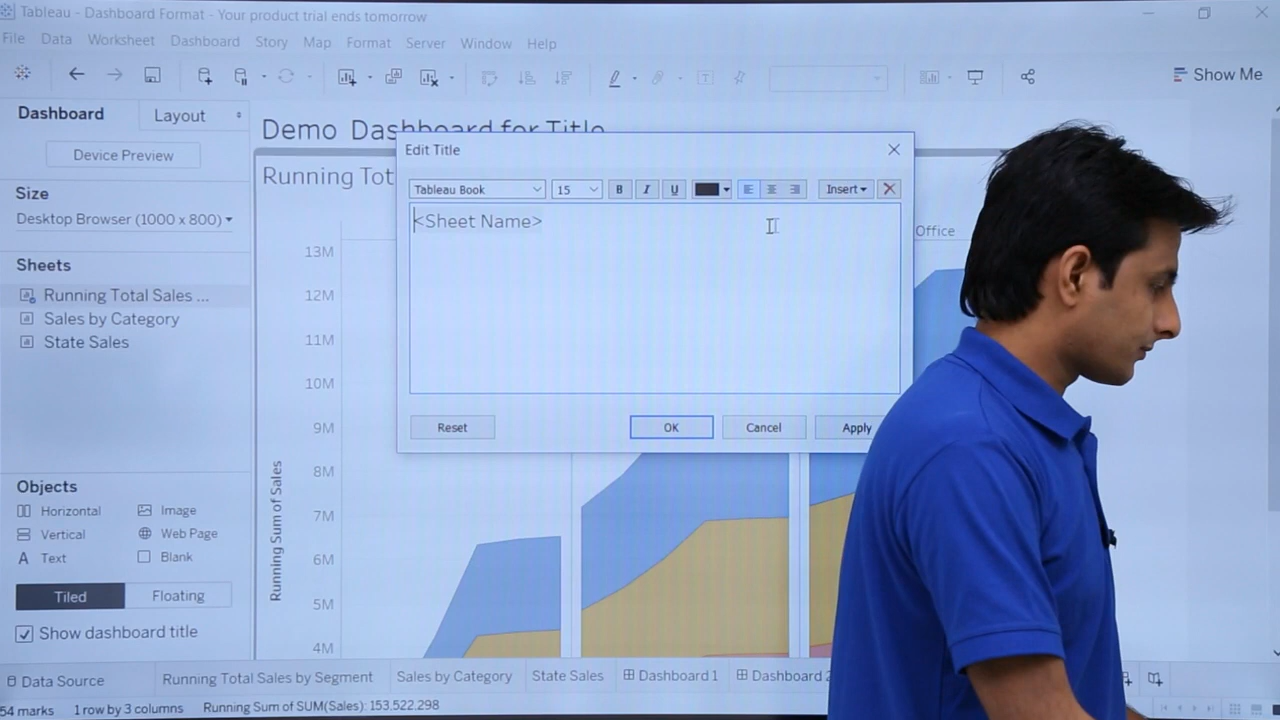 Tableau - Dashboard Format - Your product trial ends tomorrow
File Data Worksheet Dashboard Story Map Format Server Window Help
Show Me
Dashboard Layout
Device Preview
Size
Desktop Browser (1000 x 800)
Sheets
Running Total Sales ...
Sales by Category
State Sales
Objects
Horizontal Image
Vertical Web Page
Text Blank
Tiled Floating
Show dashboard title
Demo Dashboard for Title
Running Tot
Office
13M
12M
11M
10M
9M
8M
7M
6M
5M
4M
Running Sum of Sales
Edit Title
Tableau Book 15 B I U Insert
<Sheet Name>
Reset OK Cancel Apply
Data Source Running Total Sales by Segment Sales by Category State Sales Dashboard 1 Dashboard 2
54 marks 1 row by 3 columns Running Sum of SUM(Sales): 153,522,298